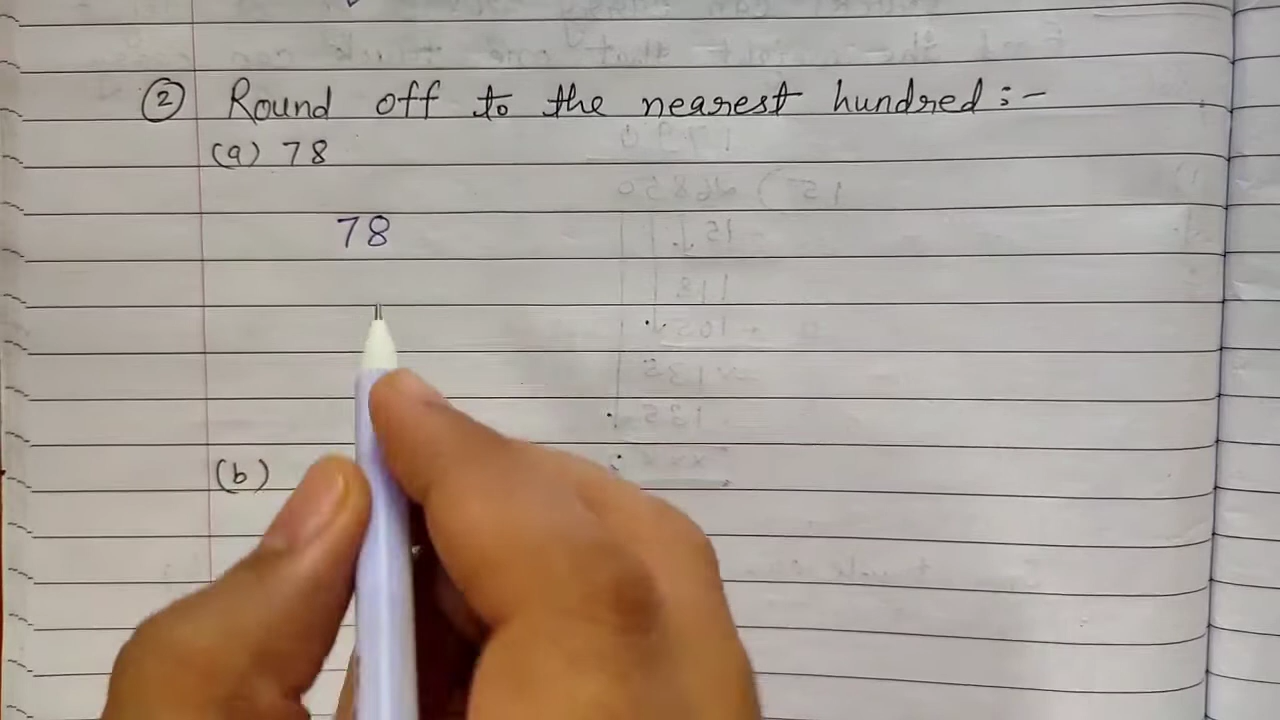 ② Round off to the nearest hundred :-
(a) 78
78
(b)